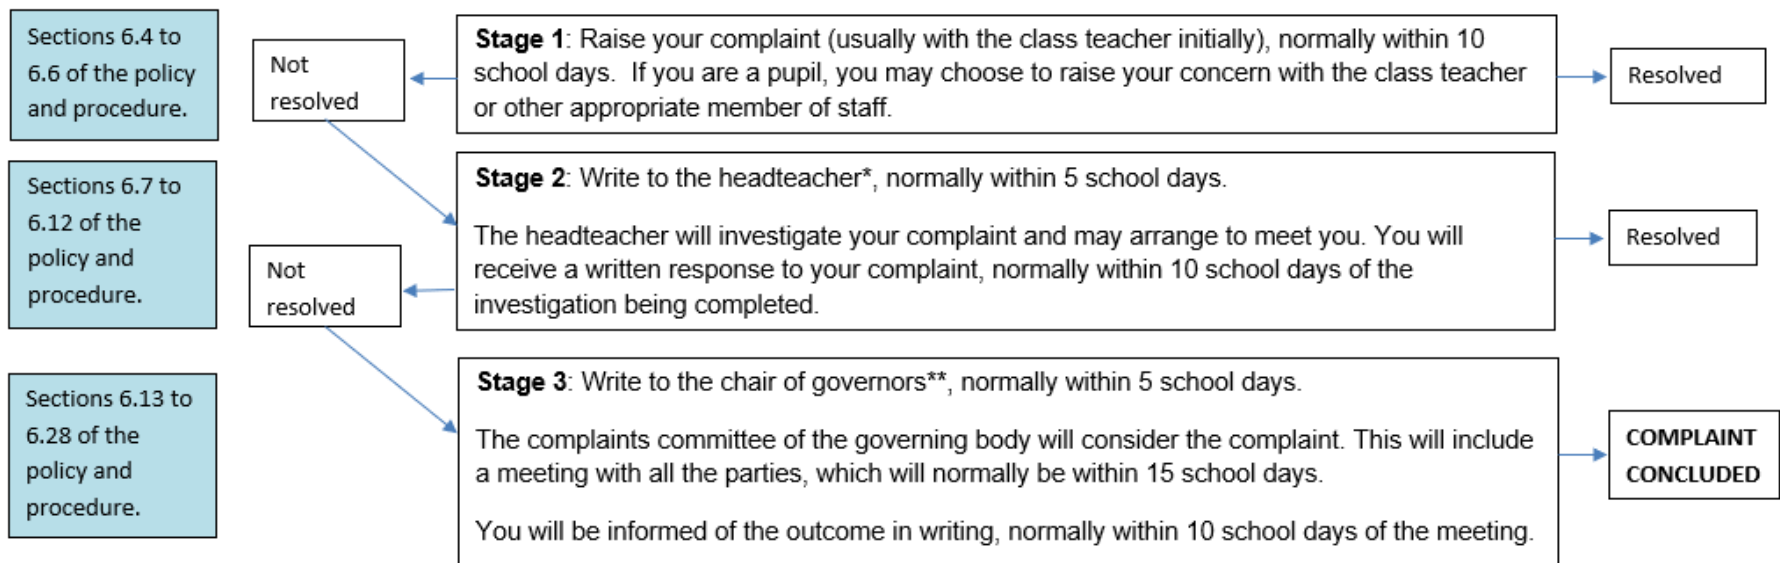 Sections 6.4 to
6.6 of the policy
and procedure.
Not
resolved
Stage 1: Raise your complaint (usually with the class teacher initially), normally within 10
school days.  If you are a pupil, you may choose to raise your concern with the class teacher
or other appropriate member of staff.
Resolved
Sections 6.7 to
6.12 of the
policy and
procedure.
Stage 2: Write to the headteacher*, normally within 5 school days.
The headteacher will investigate your complaint and may arrange to meet you. You will
receive a written response to your complaint, normally within 10 school days of the
investigation being completed.
Resolved
Not
resolved
Sections 6.13 to
6.28 of the
policy and
procedure.
Stage 3: Write to the chair of governors**, normally within 5 school days.
The complaints committee of the governing body will consider the complaint. This will include
a meeting with all the parties, which will normally be within 15 school days.
You will be informed of the outcome in writing, normally within 10 school days of the meeting.
COMPLAINT
CONCLUDED